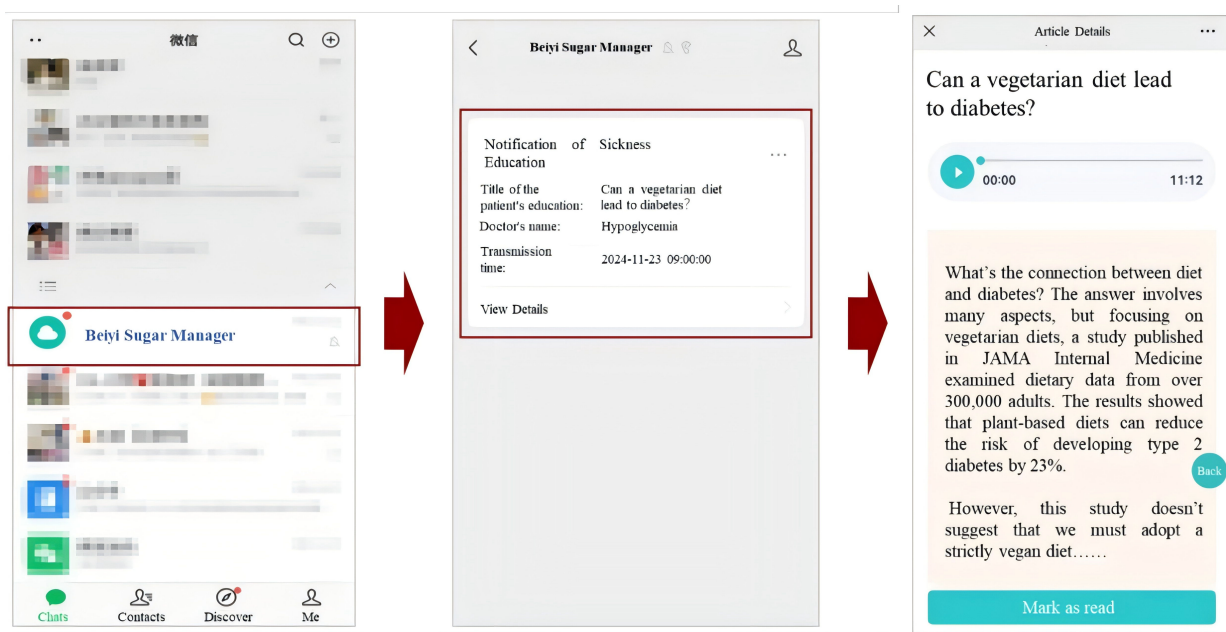 微信
Beiyi Sugar Manager
Chats
Contacts
Discover
Me
Beiyi Sugar Manager
Notification of Sickness
Education
Title of the
patient's education:
Can a vegetarian diet
lead to diabetes?
Doctor's name:
Hypoglycemia
Transmission
time:
2024-11-23 09:00:00
View Details
Article Details
Can a vegetarian diet lead
to diabetes?
00:00
11:12
What's the connection between diet
and diabetes? The answer involves
many aspects, but focusing on
vegetarian diets, a study published
in JAMA Internal Medicine
examined dietary data from over
300,000 adults. The results showed
that plant-based diets can reduce
the risk of developing type 2
diabetes by 23%.
Back
However, this study doesn't
suggest that we must adopt a
strictly vegan diet……
Mark as read